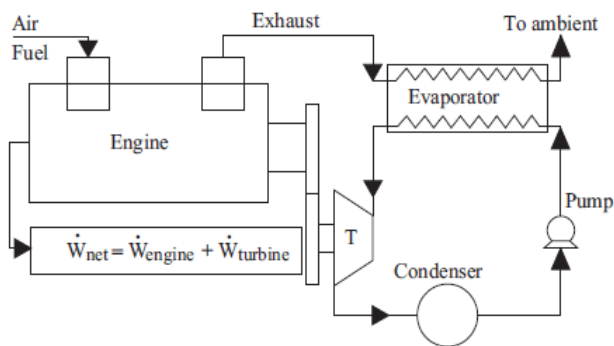 Air
Fuel
Exhaust
To ambient
Evaporator
Engine
Pump
Ẇnet = Ẇengine + Ẇturbine
T
Condenser